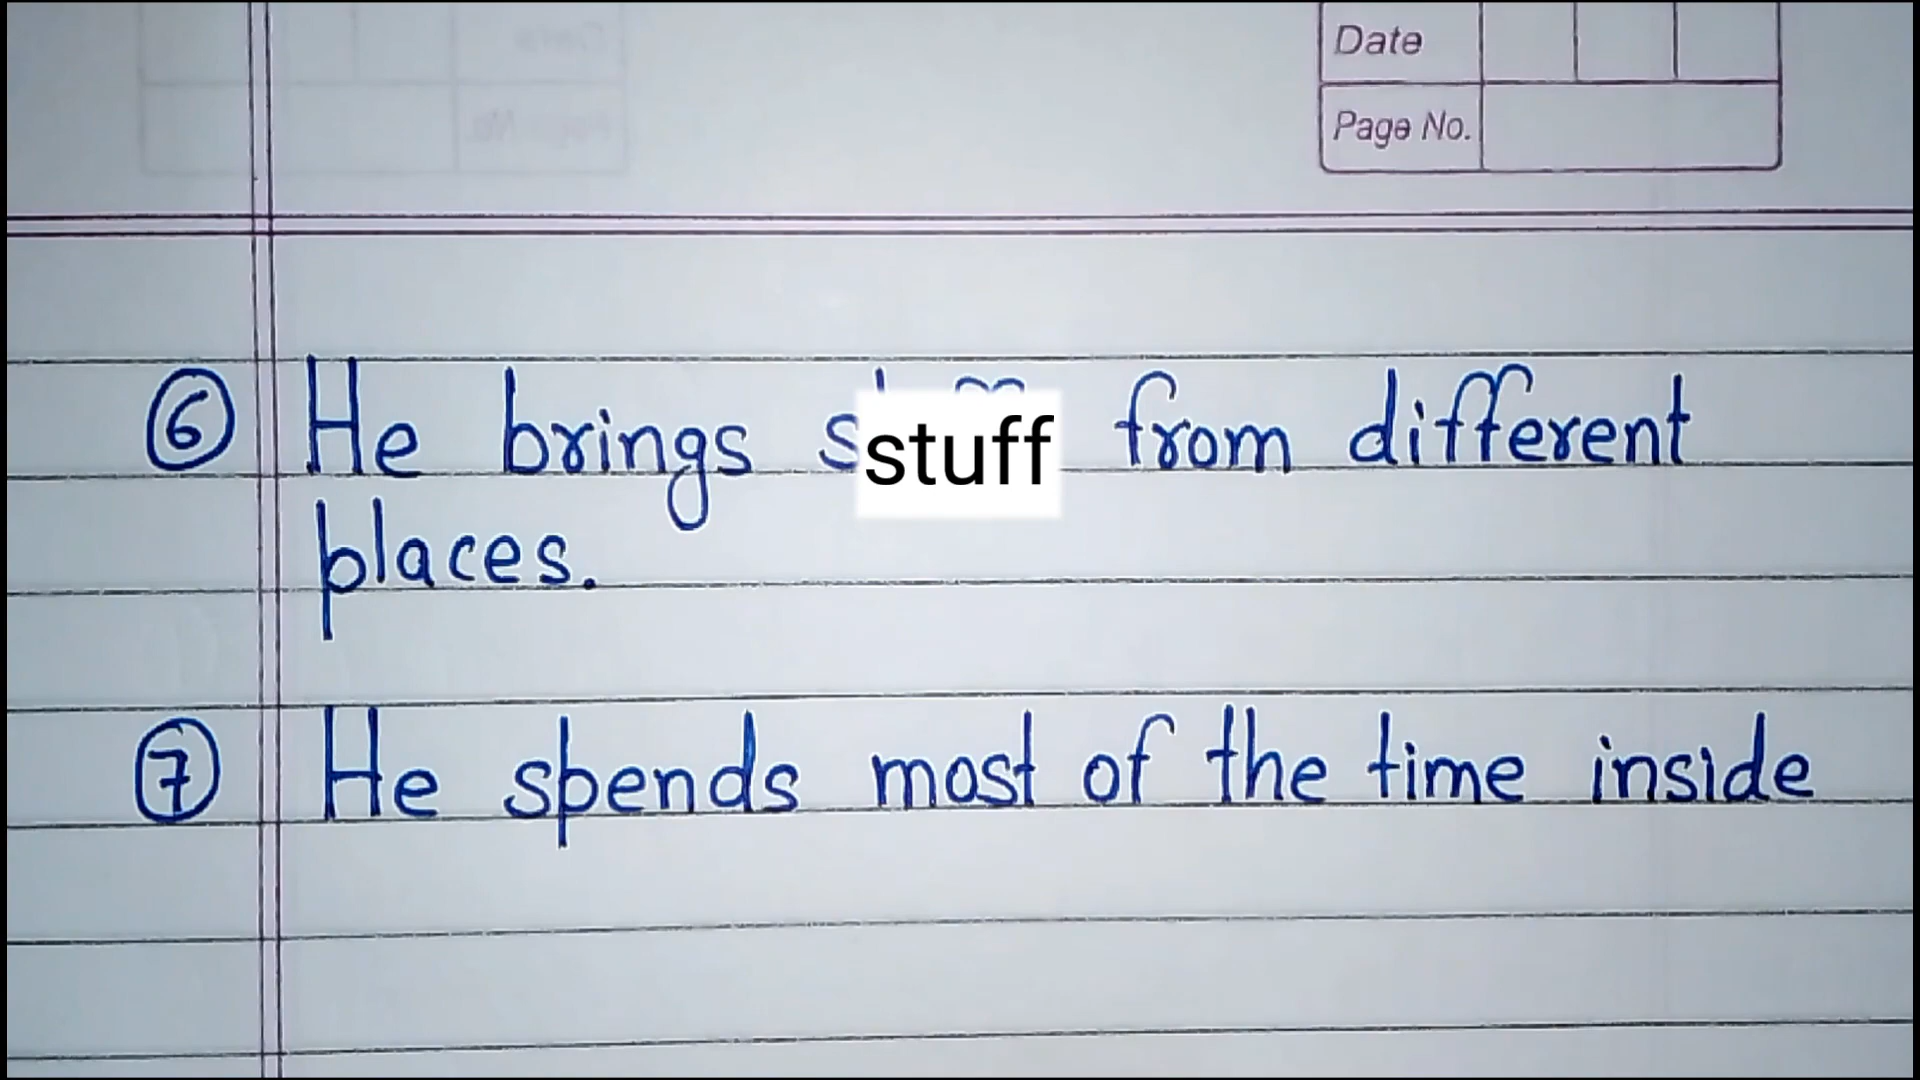 Date
Page No.
⑥ He brings stuff from different
places.
⑦ He spends most of the time inside